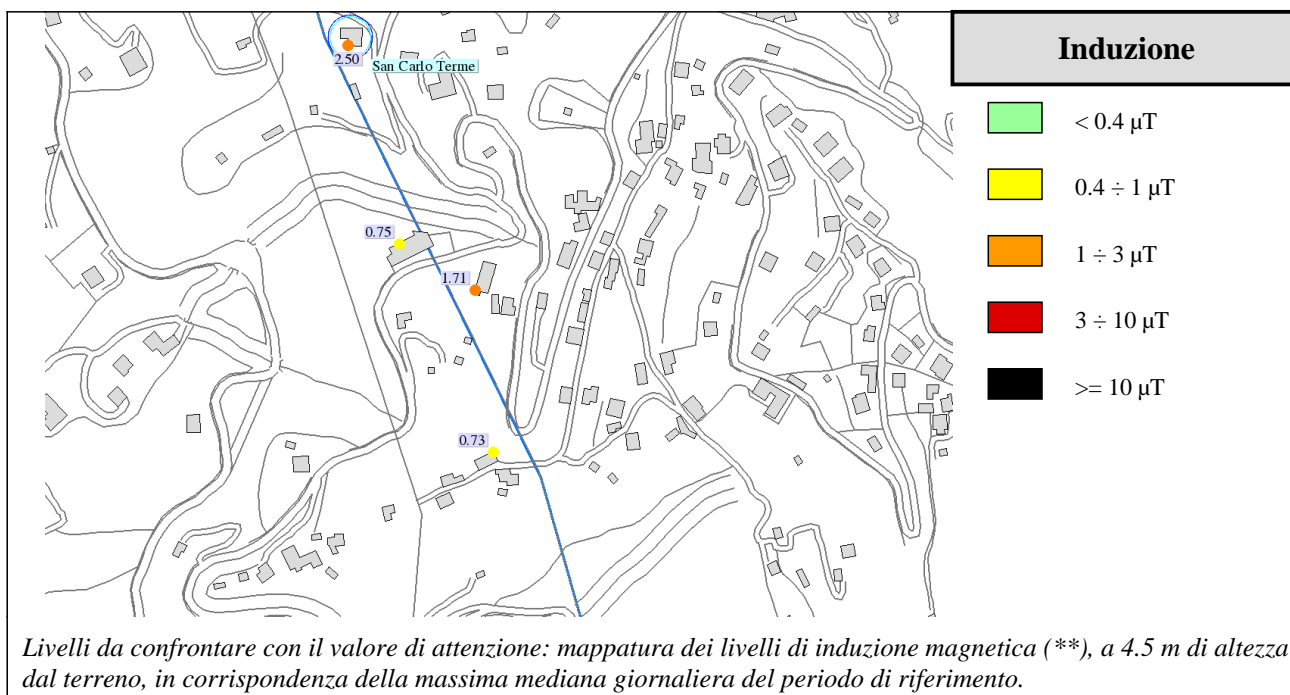 2.50
San Carlo Terme
0.75
1.71
0.73
Induzione
< 0.4 µT
0.4 ÷ 1 µT
1 ÷ 3 µT
3 ÷ 10 µT
>= 10 µT
Livelli da confrontare con il valore di attenzione: mappatura dei livelli di induzione magnetica (**), a 4.5 m di altezza
dal terreno, in corrispondenza della massima mediana giornaliera del periodo di riferimento.